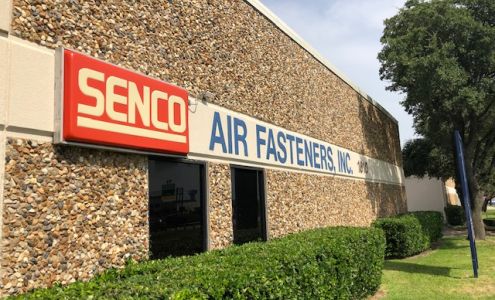 SENCO
AIR FASTENERS, INC.